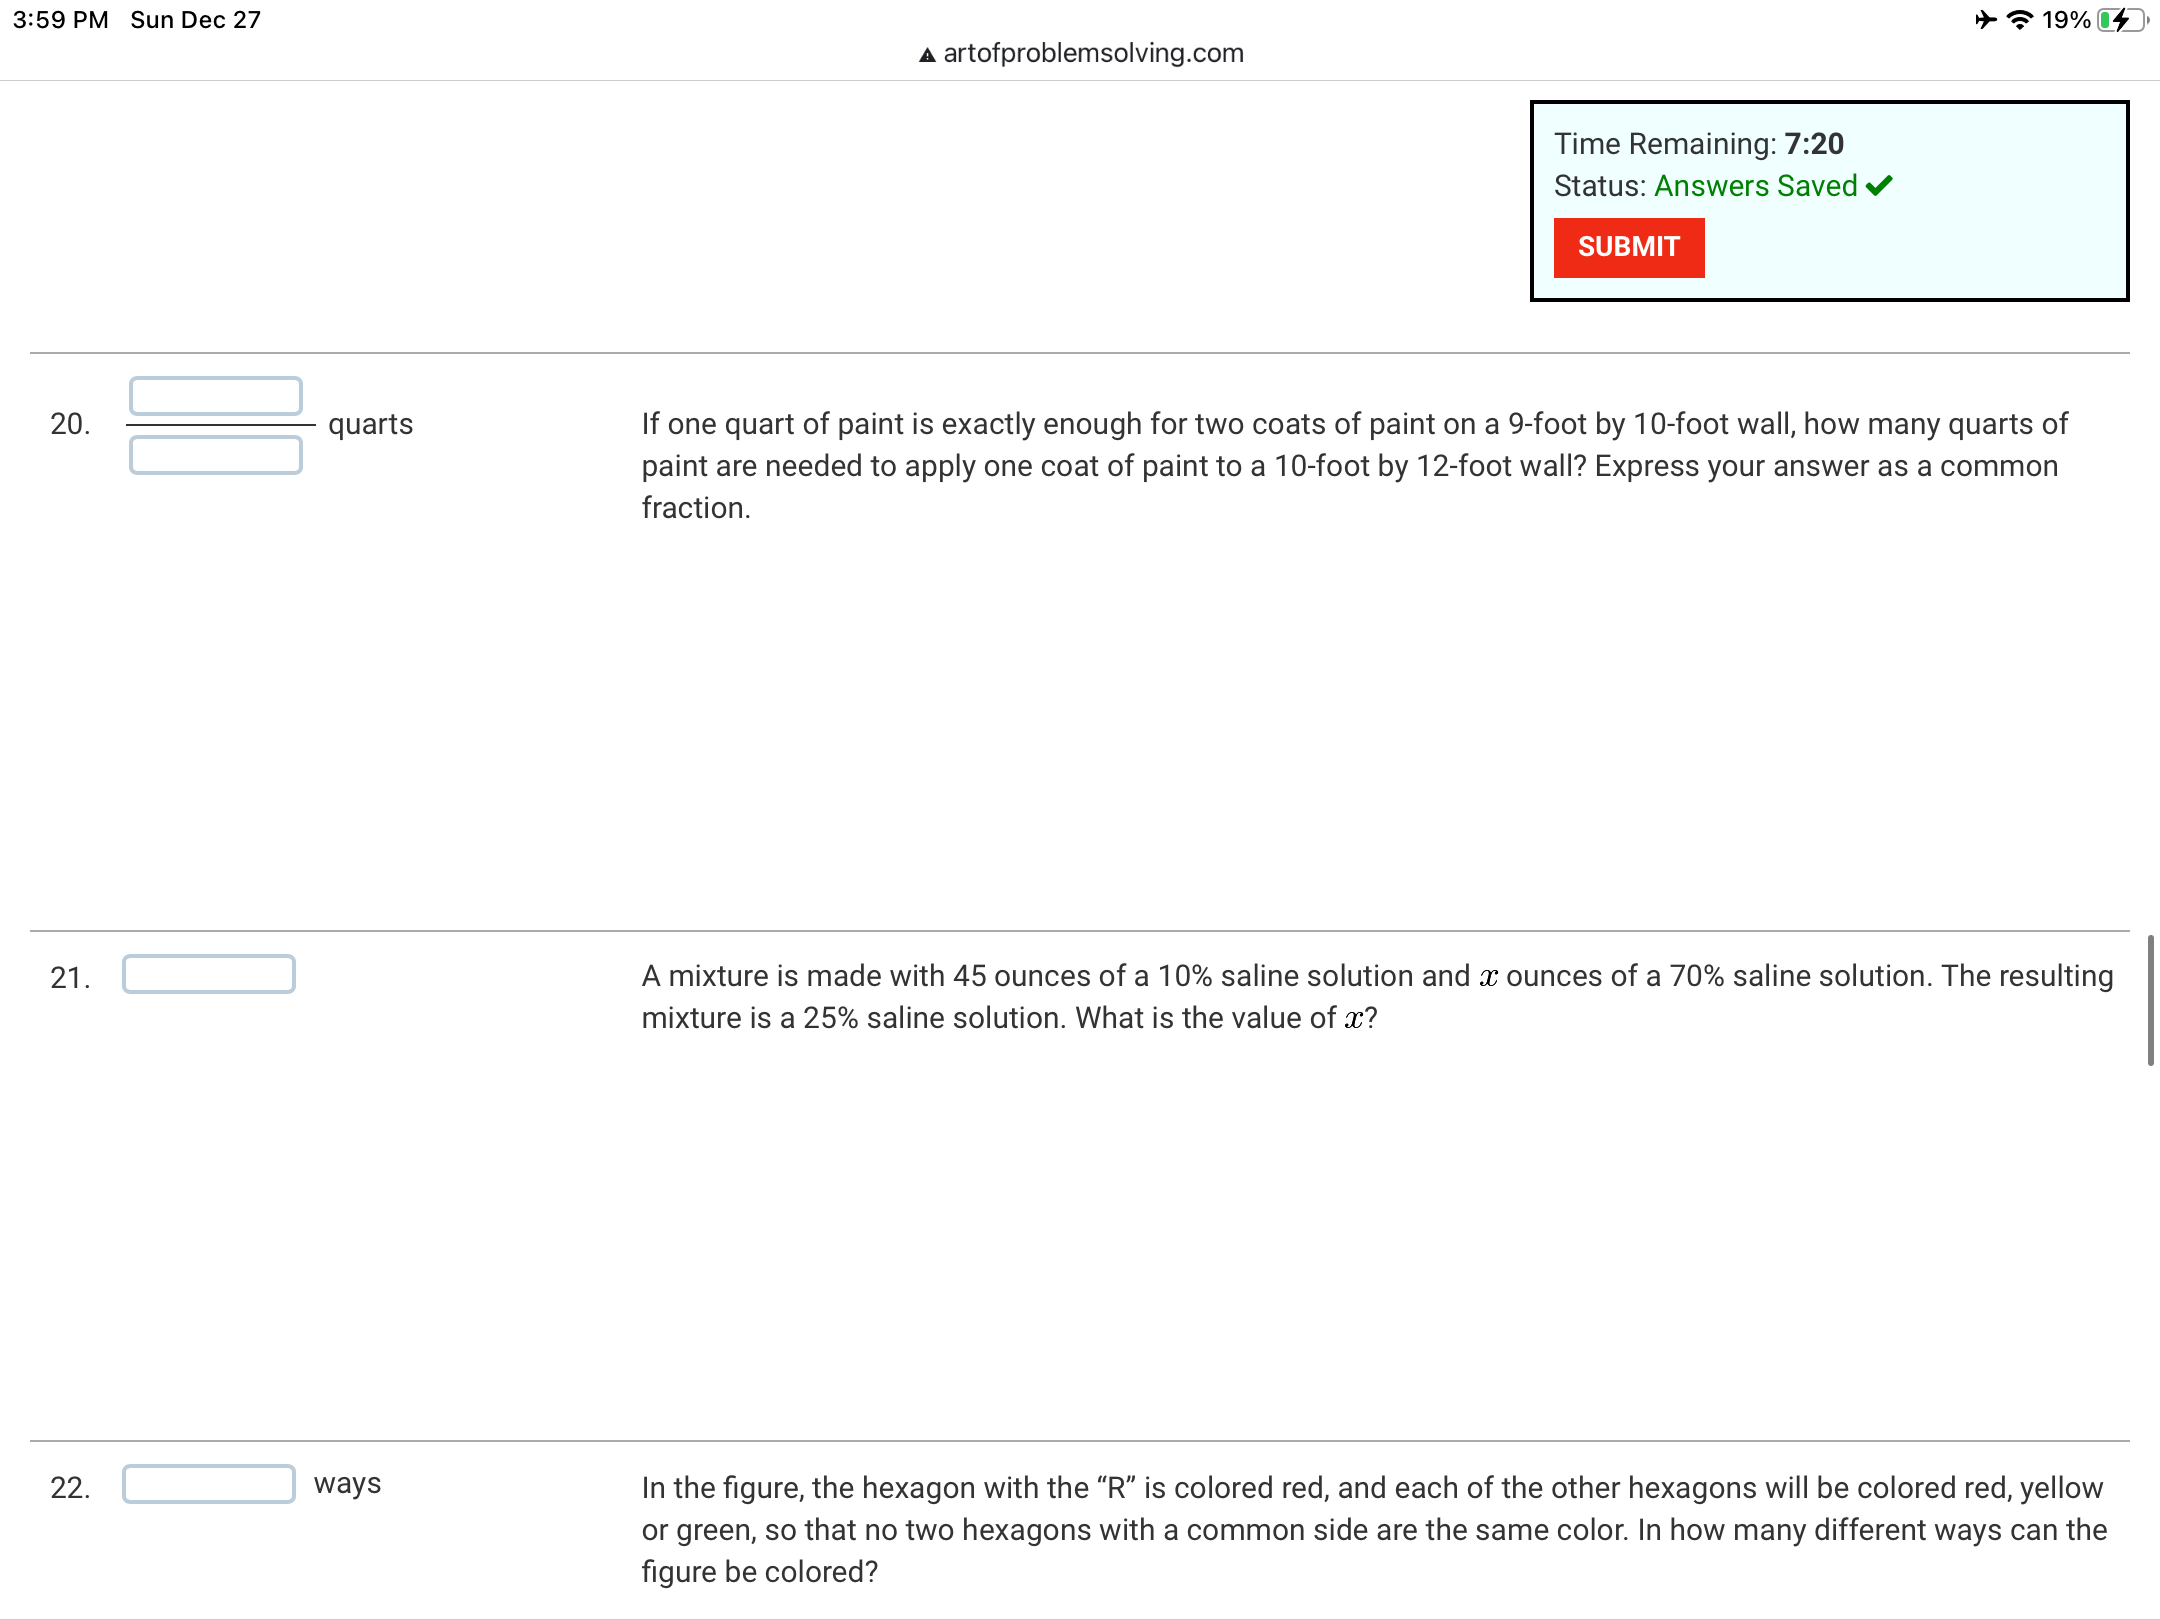 3:59 PM Sun Dec 27
19%
artofproblemsolving.com
Time Remaining: 7:20
Status: Answers Saved ✔
SUBMIT
20.
quarts
If one quart of paint is exactly enough for two coats of paint on a 9-foot by 10-foot wall, how many quarts of
paint are needed to apply one coat of paint to a 10-foot by 12-foot wall? Express your answer as a common
fraction.
21.
A mixture is made with 45 ounces of a 10% saline solution and x ounces of a 70% saline solution. The resulting
mixture is a 25% saline solution. What is the value of x?
22.
ways
In the figure, the hexagon with the “R” is colored red, and each of the other hexagons will be colored red, yellow
or green, so that no two hexagons with a common side are the same color. In how many different ways can the
figure be colored?